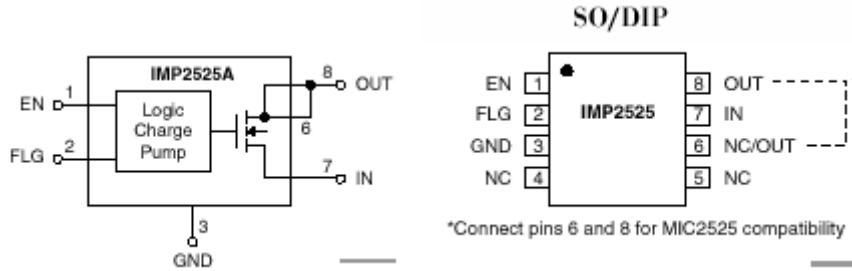 SO/DIP
IMP2525A
EN 1
Logic
Charge
Pump
FLG 2
8 OUT
6
7 IN
3
GND
EN 1
FLG 2
GND 3
NC 4
IMP2525
8 OUT
7 IN
6 NC/OUT
5 NC
*Connect pins 6 and 8 for MIC2525 compatibility